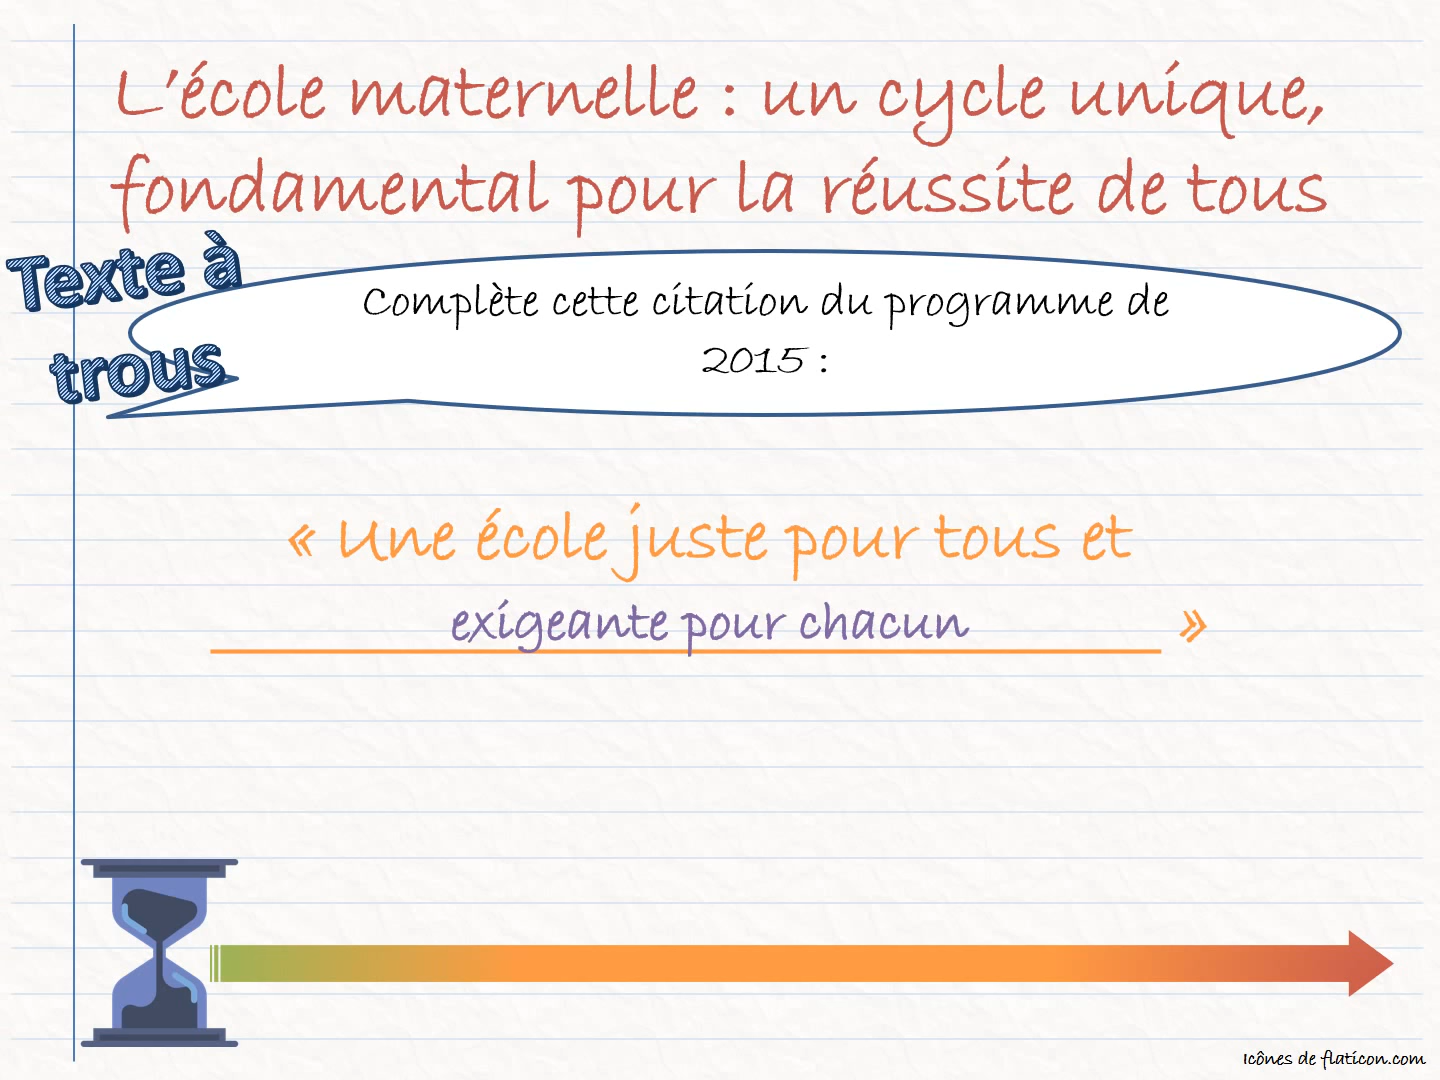 L'école maternelle : un cycle unique,
fondamental pour la réussite de tous
Texte à
trous
Complète cette citation du programme de
2015 :
« Une école juste pour tous et
exigeante pour chacun »
Icônes de flaticon.com